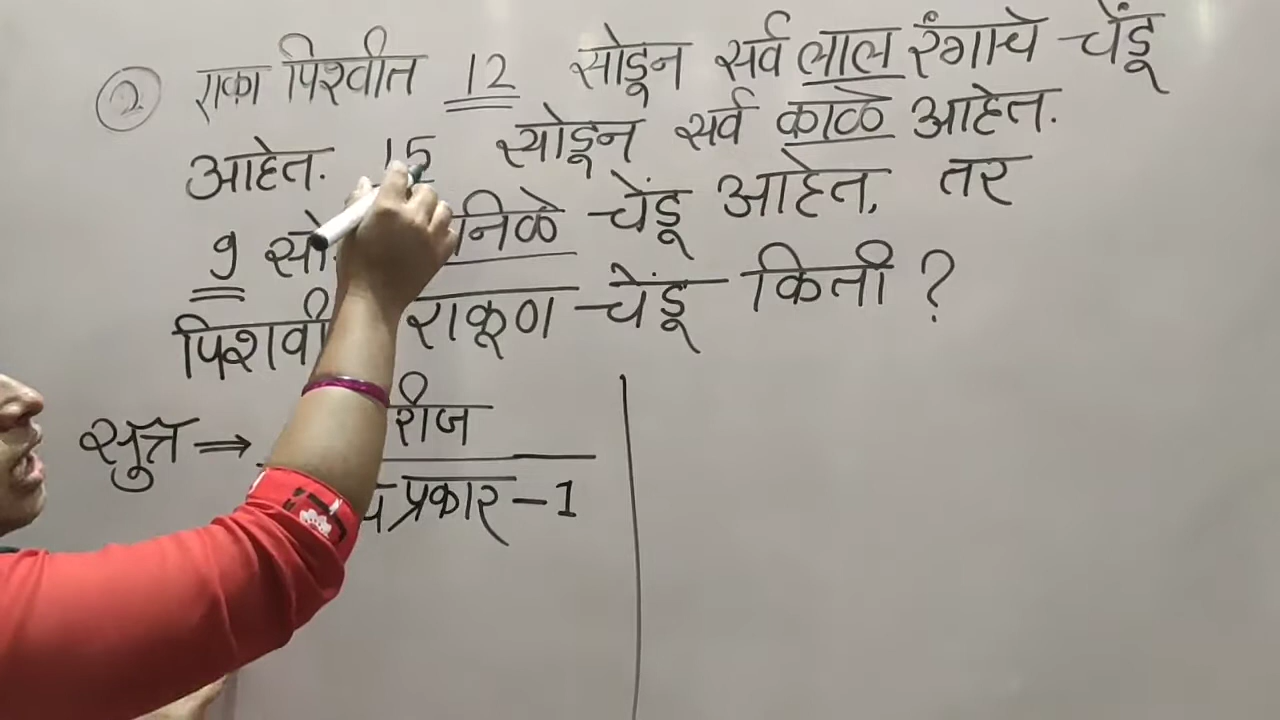 ② एका पिशवीत 12 सोडून सर्व लाल रंगाचे चेंडू
आहेत. 15 सोडून सर्व काळे आहेत.
9 सो निळे चेंडू आहेत, तर
पिशवी एकूण चेंडू किती ?
सुत्र ⇒ रीज
प्रकार - 1